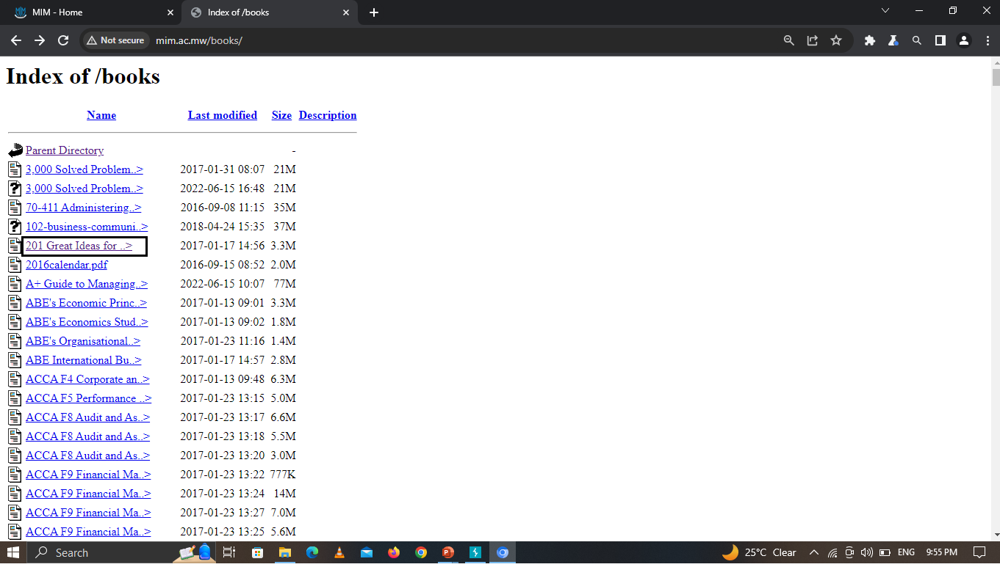 MIM - Home
Index of /books
Not secure mim.ac.mw/books/
Index of /books
Name Last modified Size Description
Parent Directory -
3,000 Solved Problem..> 2017-01-31 08:07 21M
3,000 Solved Problem..> 2022-06-15 16:48 21M
70-411 Administering..> 2016-09-08 11:15 35M
102-business-communi..> 2018-04-24 15:35 37M
201 Great Ideas for ..> 2017-01-17 14:56 3.3M
2016calendar.pdf 2016-09-15 08:52 2.0M
A+ Guide to Managing..> 2022-06-15 10:07 77M
ABE's Economic Princ..> 2017-01-13 09:01 3.3M
ABE's Economics Stud..> 2017-01-13 09:02 1.8M
ABE's Organisational..> 2017-01-23 11:16 1.4M
ABE International Bu..> 2017-01-17 14:57 2.8M
ACCA F4 Corporate an..> 2017-01-13 09:48 6.3M
ACCA F5 Performance ..> 2017-01-23 13:15 5.0M
ACCA F8 Audit and As..> 2017-01-23 13:17 6.6M
ACCA F8 Audit and As..> 2017-01-23 13:18 5.5M
ACCA F8 Audit and As..> 2017-01-23 13:20 3.0M
ACCA F9 Financial Ma..> 2017-01-23 13:22 777K
ACCA F9 Financial Ma..> 2017-01-23 13:24 14M
ACCA F9 Financial Ma..> 2017-01-23 13:27 7.0M
ACCA F9 Financial Ma..> 2017-01-23 13:25 5.6M
Search 25°C Clear ENG 9:55 PM